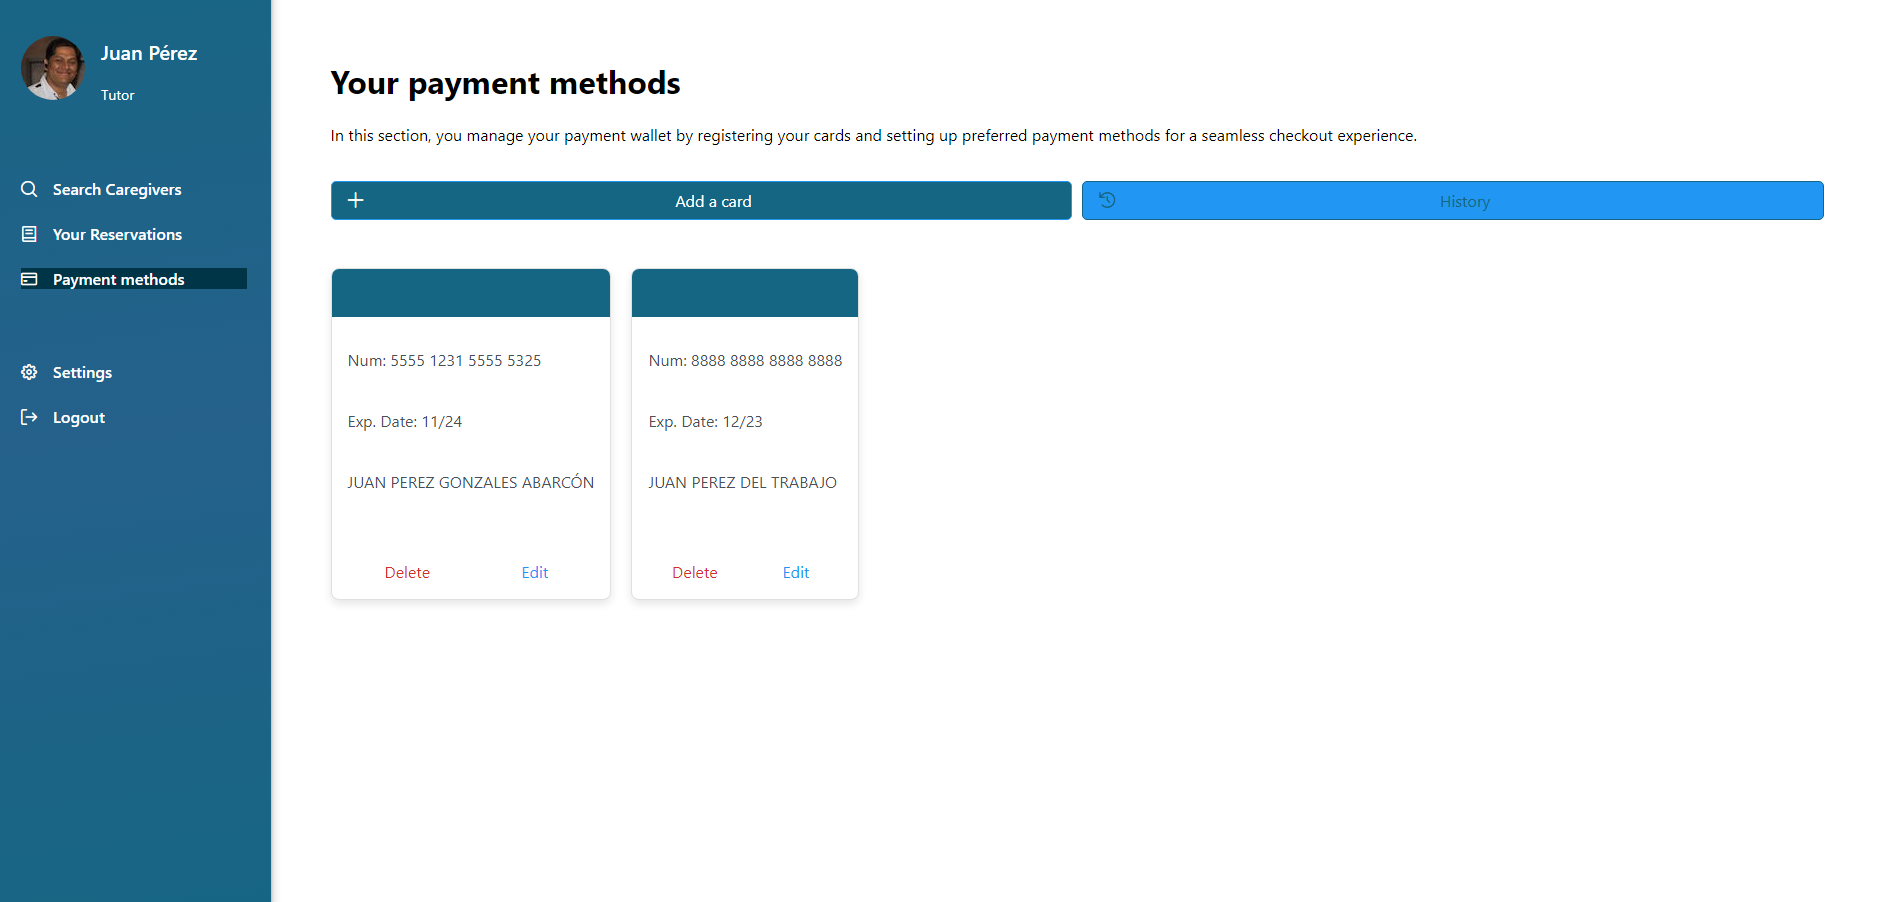 Juan Pérez
Tutor
Search Caregivers
Your Reservations
Payment methods
Settings
Logout
Your payment methods
In this section, you manage your payment wallet by registering your cards and setting up preferred payment methods for a seamless checkout experience.
Add a card
History
Num: 5555 1231 5555 5325
Exp. Date: 11/24
JUAN PEREZ GONZALES ABARCÓN
Delete
Edit
Num: 8888 8888 8888 8888
Exp. Date: 12/23
JUAN PEREZ DEL TRABAJO
Delete
Edit